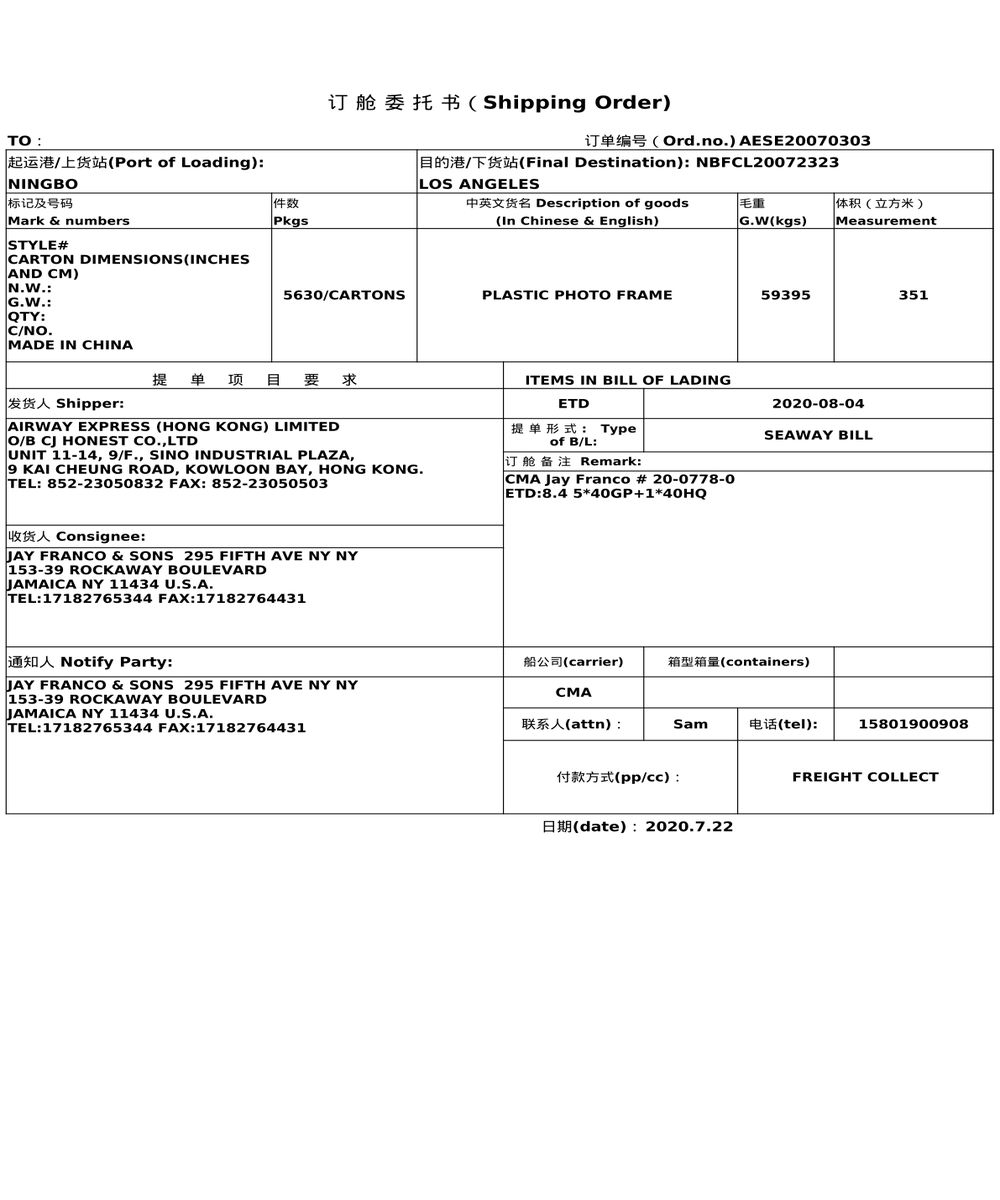 订 舱 委 托 书（Shipping Order)
TO：
订单编号（Ord.no.) AESE20070303
起运港/上货站(Port of Loading):
NINGBO
目的港/下货站(Final Destination): NBFCL20072323
LOS ANGELES
标记及号码
Mark & numbers
件数
Pkgs
中英文货名 Description of goods
(In Chinese & English)
毛重
G.W(kgs)
体积（立方米）
Measurement
STYLE#
CARTON DIMENSIONS(INCHES
AND CM)
N.W.:
G.W.:
QTY:
C/NO.
MADE IN CHINA
5630/CARTONS
PLASTIC PHOTO FRAME
59395
351
提 单 项 目 要 求
ITEMS IN BILL OF LADING
发货人 Shipper:
AIRWAY EXPRESS (HONG KONG) LIMITED
O/B CJ HONEST CO.,LTD
UNIT 11-14, 9/F., SINO INDUSTRIAL PLAZA,
9 KAI CHEUNG ROAD, KOWLOON BAY, HONG KONG.
TEL: 852-23050832 FAX: 852-23050503
ETD
2020-08-04
提 单 形 式： Type
of B/L:
SEAWAY BILL
订 舱 备 注 Remark:
CMA Jay Franco # 20-0778-0
ETD:8.4 5*40GP+1*40HQ
收货人 Consignee:
JAY FRANCO & SONS 295 FIFTH AVE NY NY
153-39 ROCKAWAY BOULEVARD
JAMAICA NY 11434 U.S.A.
TEL:17182765344 FAX:17182764431
通知人 Notify Party:
JAY FRANCO & SONS 295 FIFTH AVE NY NY
153-39 ROCKAWAY BOULEVARD
JAMAICA NY 11434 U.S.A.
TEL:17182765344 FAX:17182764431
船公司(carrier)
箱型箱量(containers)
CMA
联系人(attn)：
Sam
电话(tel):
15801900908
付款方式(pp/cc)：
FREIGHT COLLECT
日期(date)：2020.7.22